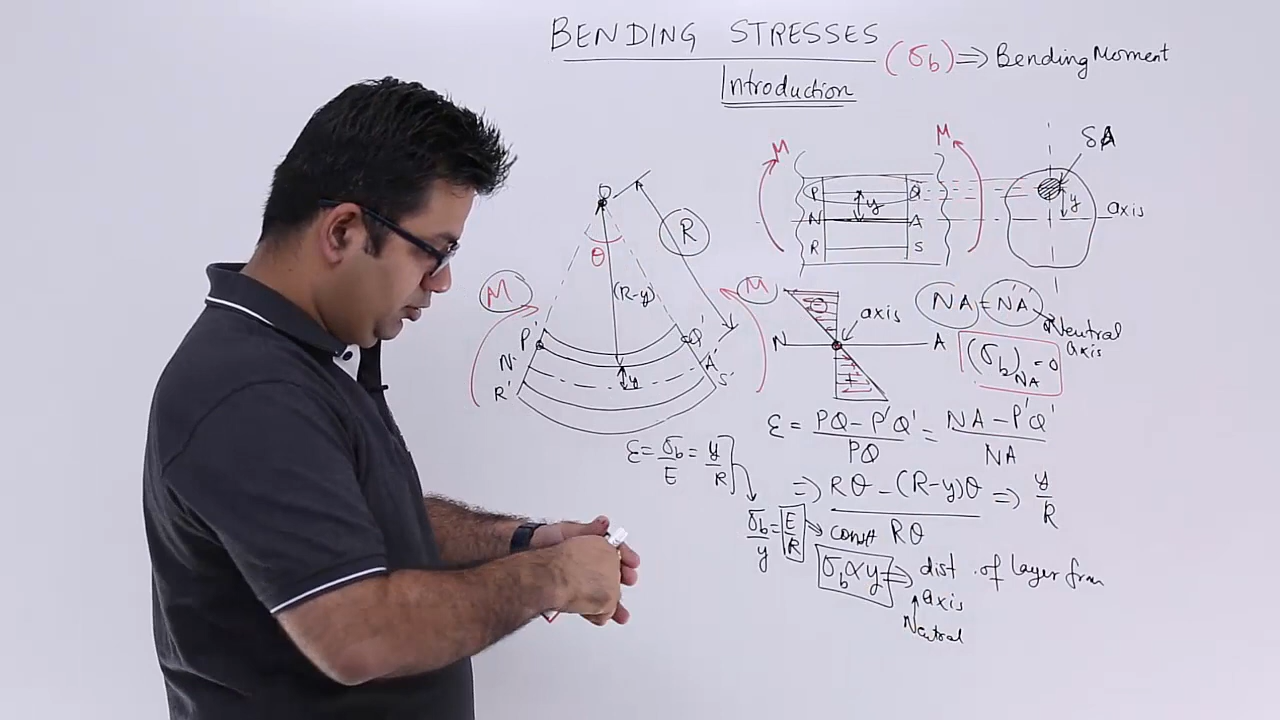 BENDING STRESSES
(σb) ⇒ Bending Moment
Introduction
M M δA
P Q
y y
N A axis
R S
O
R
θ
(R-y)
M M
P' Q'
N' A'
R' S'
y
⊖
axis
N A
+
NA = N'A'
Neutral
axis
(σb)NA = 0
ε = PQ - P'Q' / PQ = NA - P'Q' / NA
ε = σb / E = y / R
⇒ Rθ - (R-y)θ / Rθ ⇒ y / R
σb / y = E / R → const
σb ∝ y ⇒ dist. of layer from
axis
Neutral